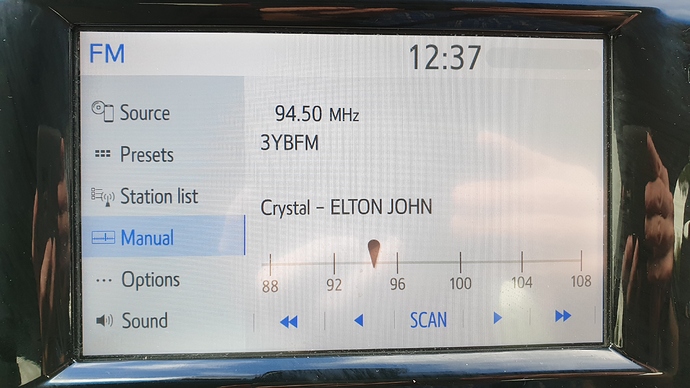 FM
12:37
Source
Presets
Station list
Manual
Options
Sound
94.50 MHz
3YBFM
Crystal - ELTON JOHN
88 92 96 100 104 108
SCAN